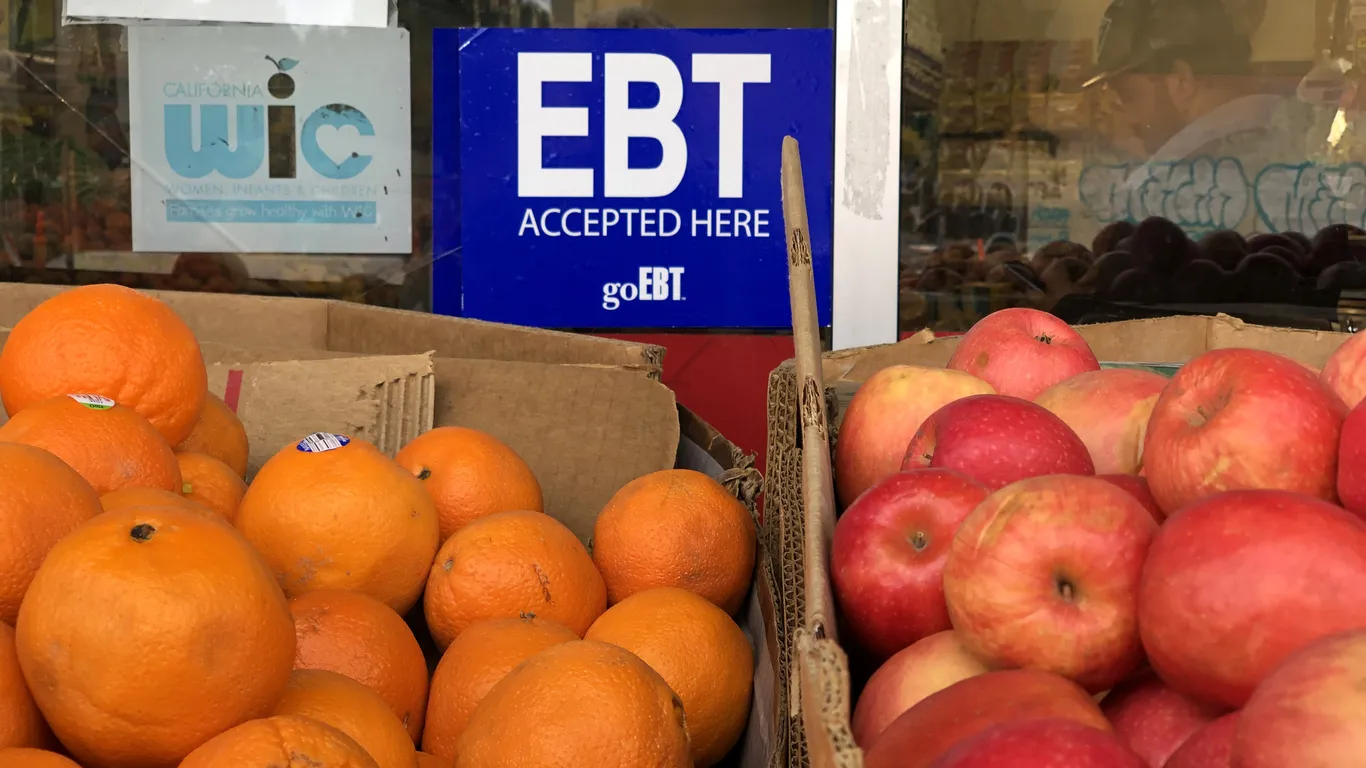 CALIFORNIA
wic
WOMEN, INFANTS & CHILDREN
Families grow healthy with WIC
EBT
ACCEPTED HERE
goEBT